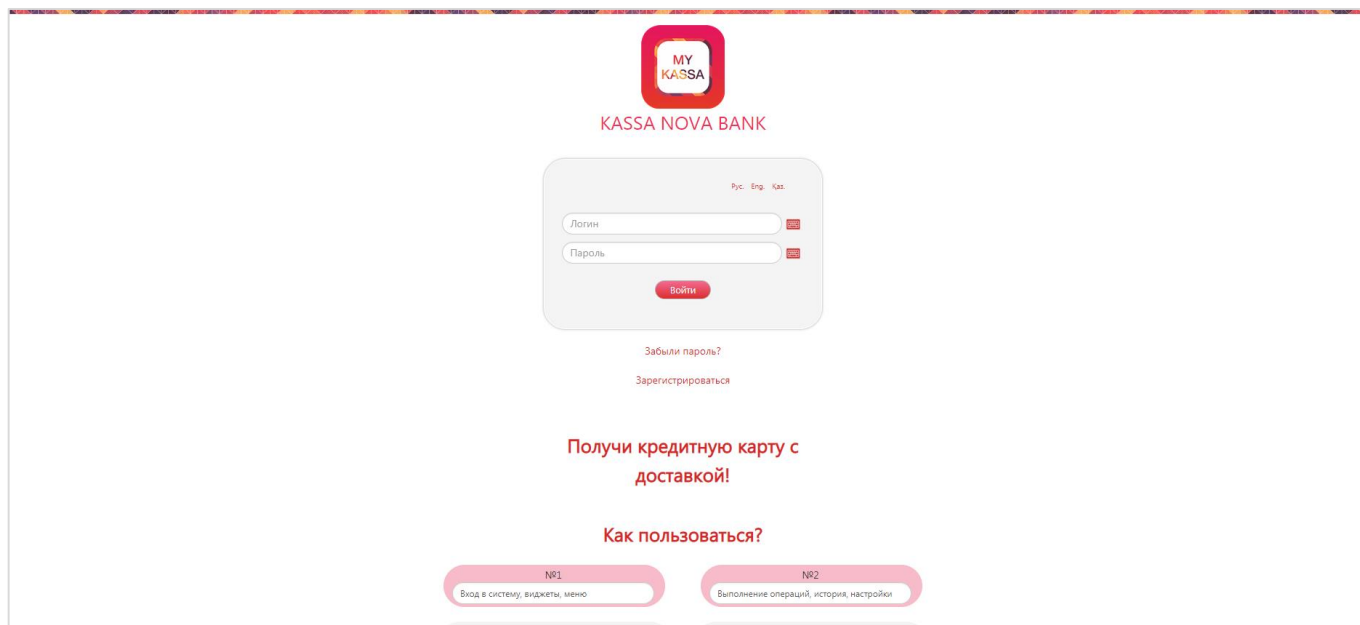 MY
KASSA
KASSA NOVA BANK
Рус. Eng. Қаз.
Логин
Пароль
Войти
Забыли пароль?
Зарегистрироваться
Получи кредитную карту с
доставкой!
Как пользоваться?
№1
Вход в систему, виджеты, меню
№2
Выполнение операций, история, настройки